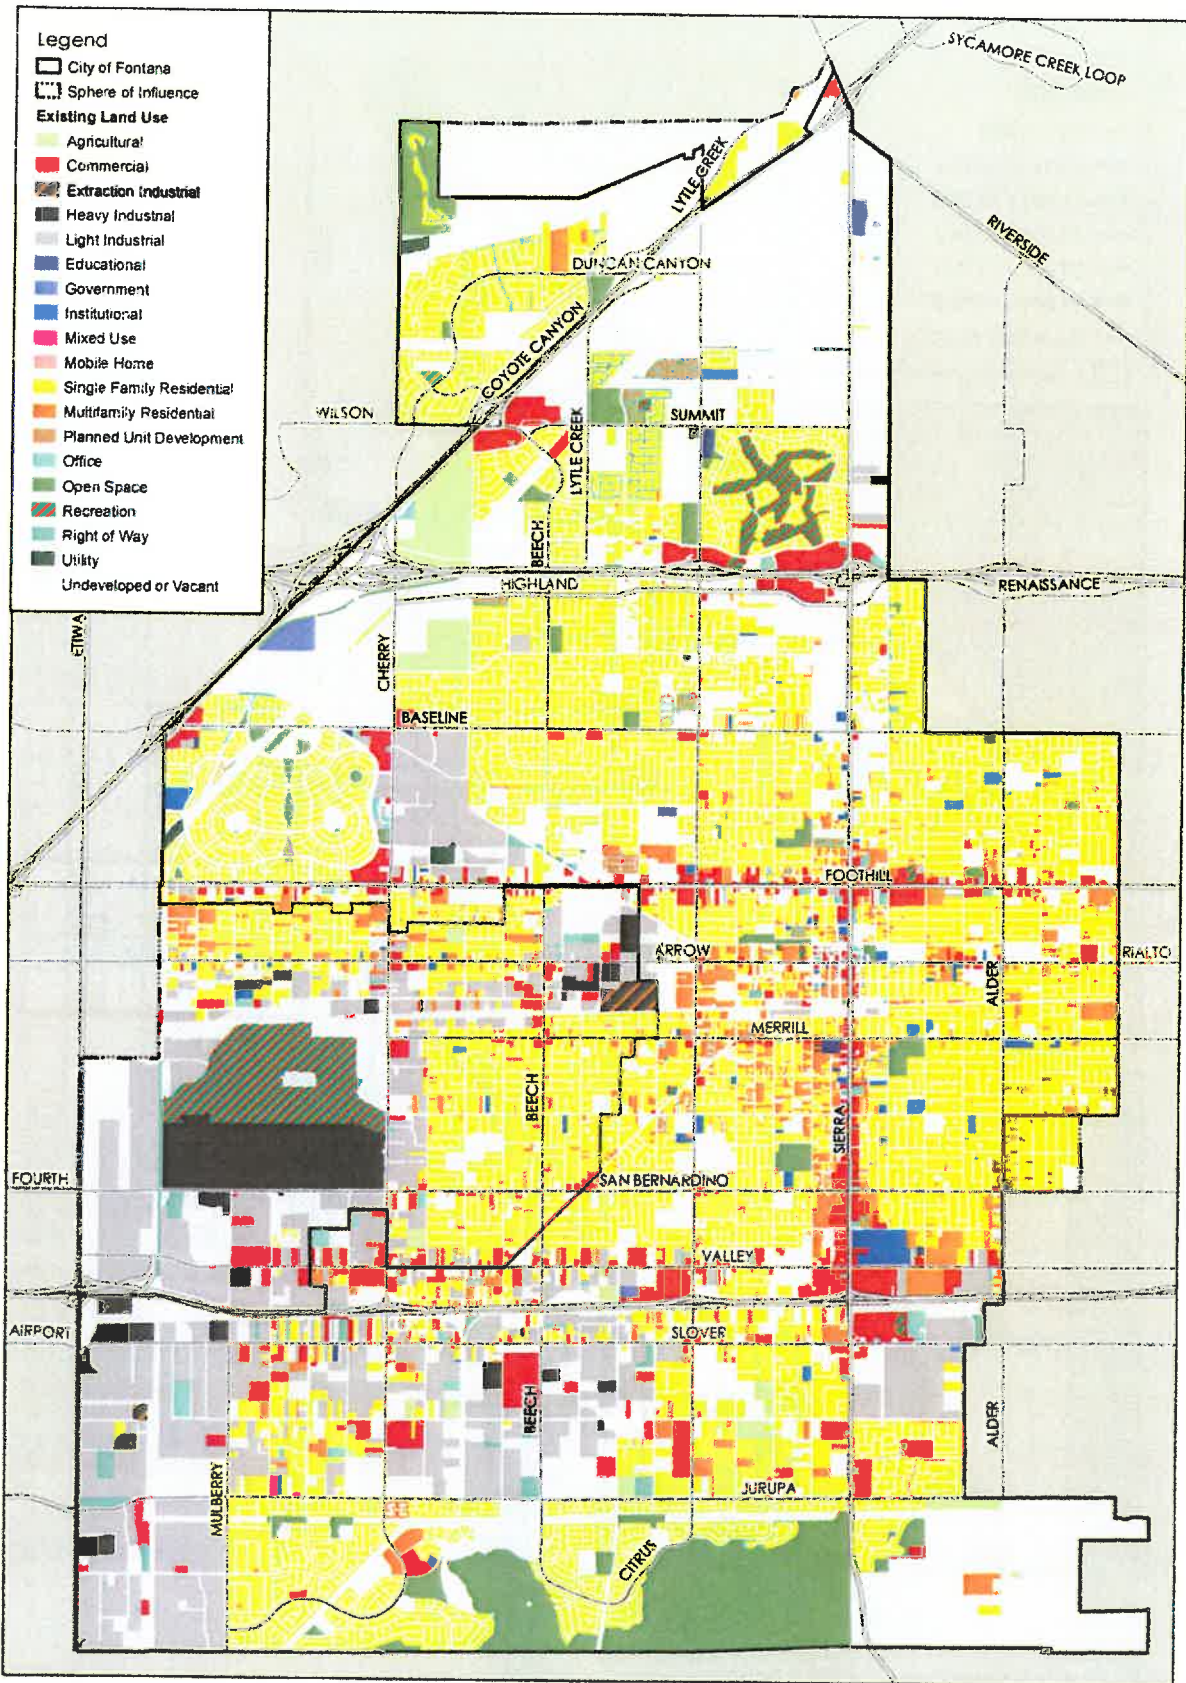 Legend
City of Fontana
Sphere of Influence
Existing Land Use
Agricultural
Commercial
Extraction Industrial
Heavy Industrial
Light Industrial
Educational
Government
Institutional
Mixed Use
Mobile Home
Single Family Residential
Multifamily Residential
Planned Unit Development
Office
Open Space
Recreation
Right of Way
Utility
Undeveloped or Vacant
SYCAMORE CREEK LOOP
LYTLE CREEK
RIVERSIDE
DUNCAN CANYON
COYOTE CANYON
WILSON
SUMMIT
LYTLE CREEK
BEECH
HIGHLAND
RENAISSANCE
ETIWA
CHERRY
BASELINE
FOOTHILL
ARROW
RIALTO
ALDER
MERRILL
BEECH
SIERRA
FOURTH
SAN BERNARDINO
VALLEY
AIRPORT
SLOVER
BEECH
ALDER
MULBERRY
JURUPA
CITRUS